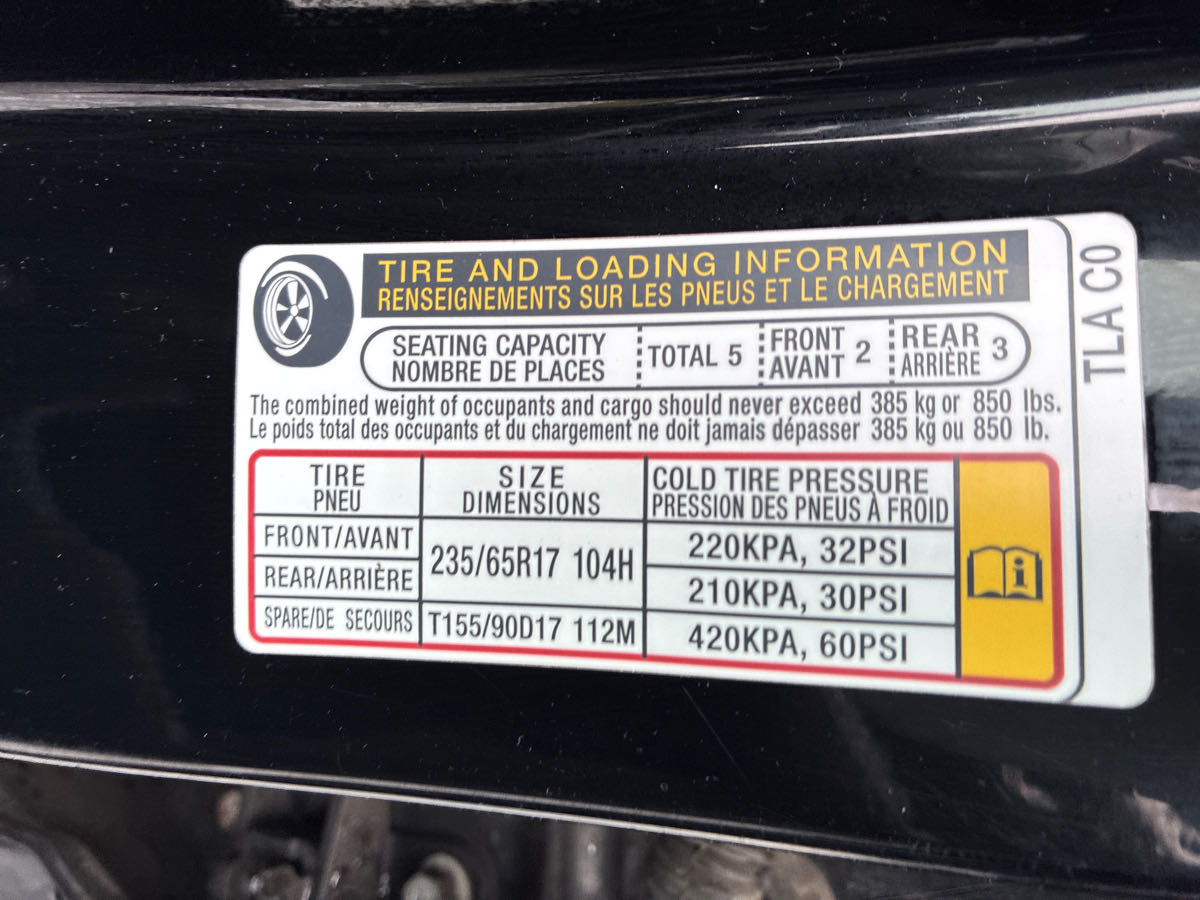 TIRE AND LOADING INFORMATION
RENSEIGNEMENTS SUR LES PNEUS ET LE CHARGEMENT
SEATING CAPACITY
NOMBRE DE PLACES
TOTAL 5
FRONT
AVANT
2
REAR
ARRIÈRE
3
The combined weight of occupants and cargo should never exceed 385 kg or 850 lbs.
Le poids total des occupants et du chargement ne doit jamais dépasser 385 kg ou 850 lb.
TIRE
PNEU
SIZE
DIMENSIONS
COLD TIRE PRESSURE
PRESSION DES PNEUS À FROID
FRONT/AVANT
235/65R17 104H
220KPA, 32PSI
REAR/ARRIÈRE
210KPA, 30PSI
SPARE/DE SECOURS
T155/90D17 112M
420KPA, 60PSI
i
TLA C0